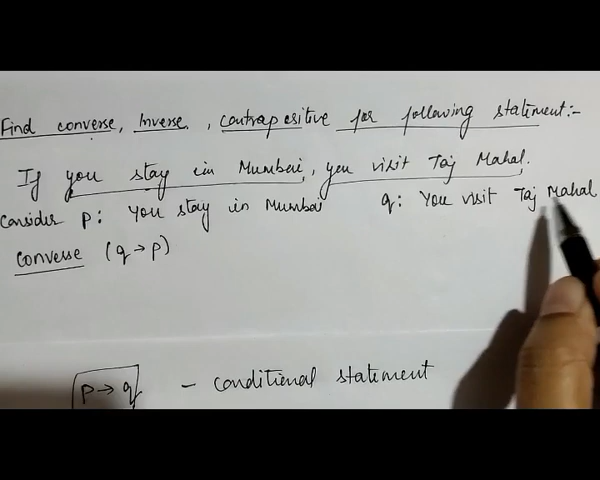 Find converse, Inverse, contrapositive for following statement:-
If you stay in Mumbai, you visit Taj Mahal.
Consider p: You stay in Mumbai q: You visit Taj Mahal
Converse (q → p)
p → q - conditional statement